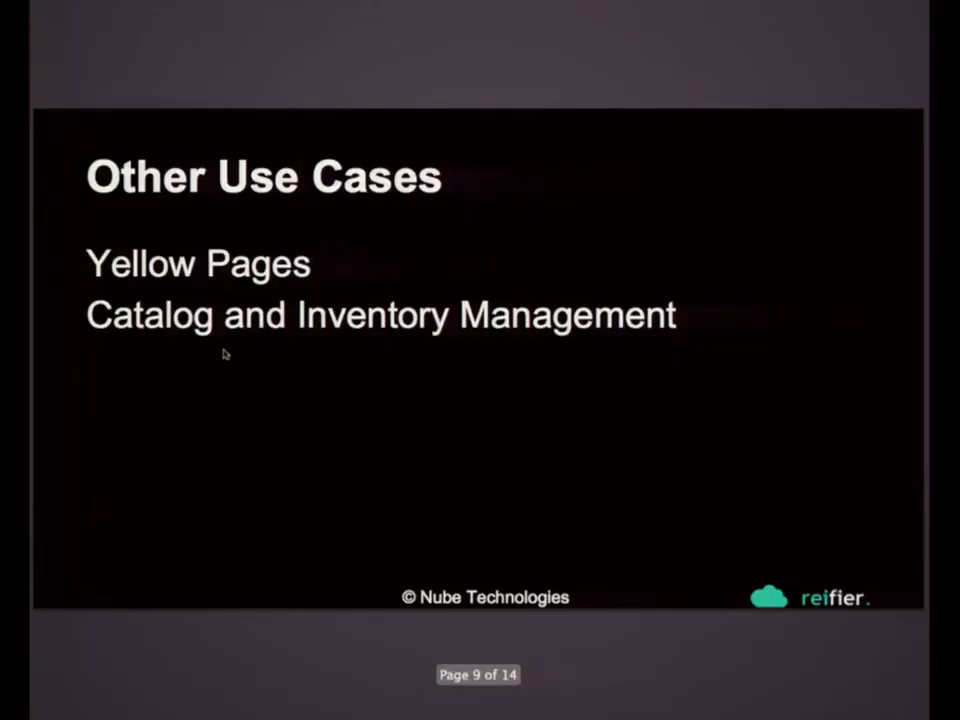 Other Use Cases
Yellow Pages
Catalog and Inventory Management
© Nube Technologies
reifier.
Page 9 of 14